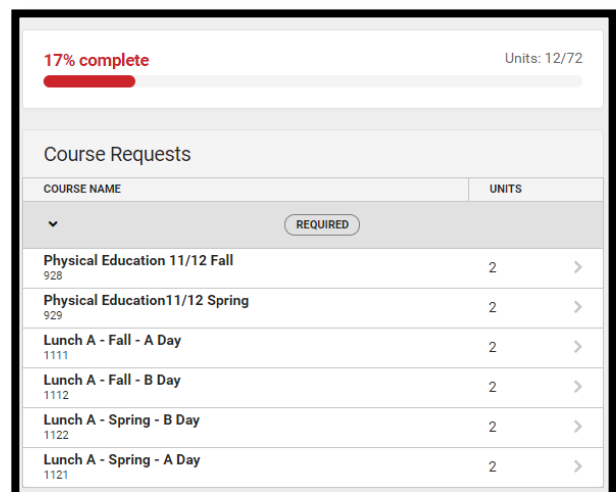 17% complete
Units: 12/72
Course Requests
COURSE NAME UNITS
REQUIRED
Physical Education 11/12 Fall
928
2
Physical Education11/12 Spring
929
2
Lunch A - Fall - A Day
1111
2
Lunch A - Fall - B Day
1112
2
Lunch A - Spring - B Day
1122
2
Lunch A - Spring - A Day
1121
2